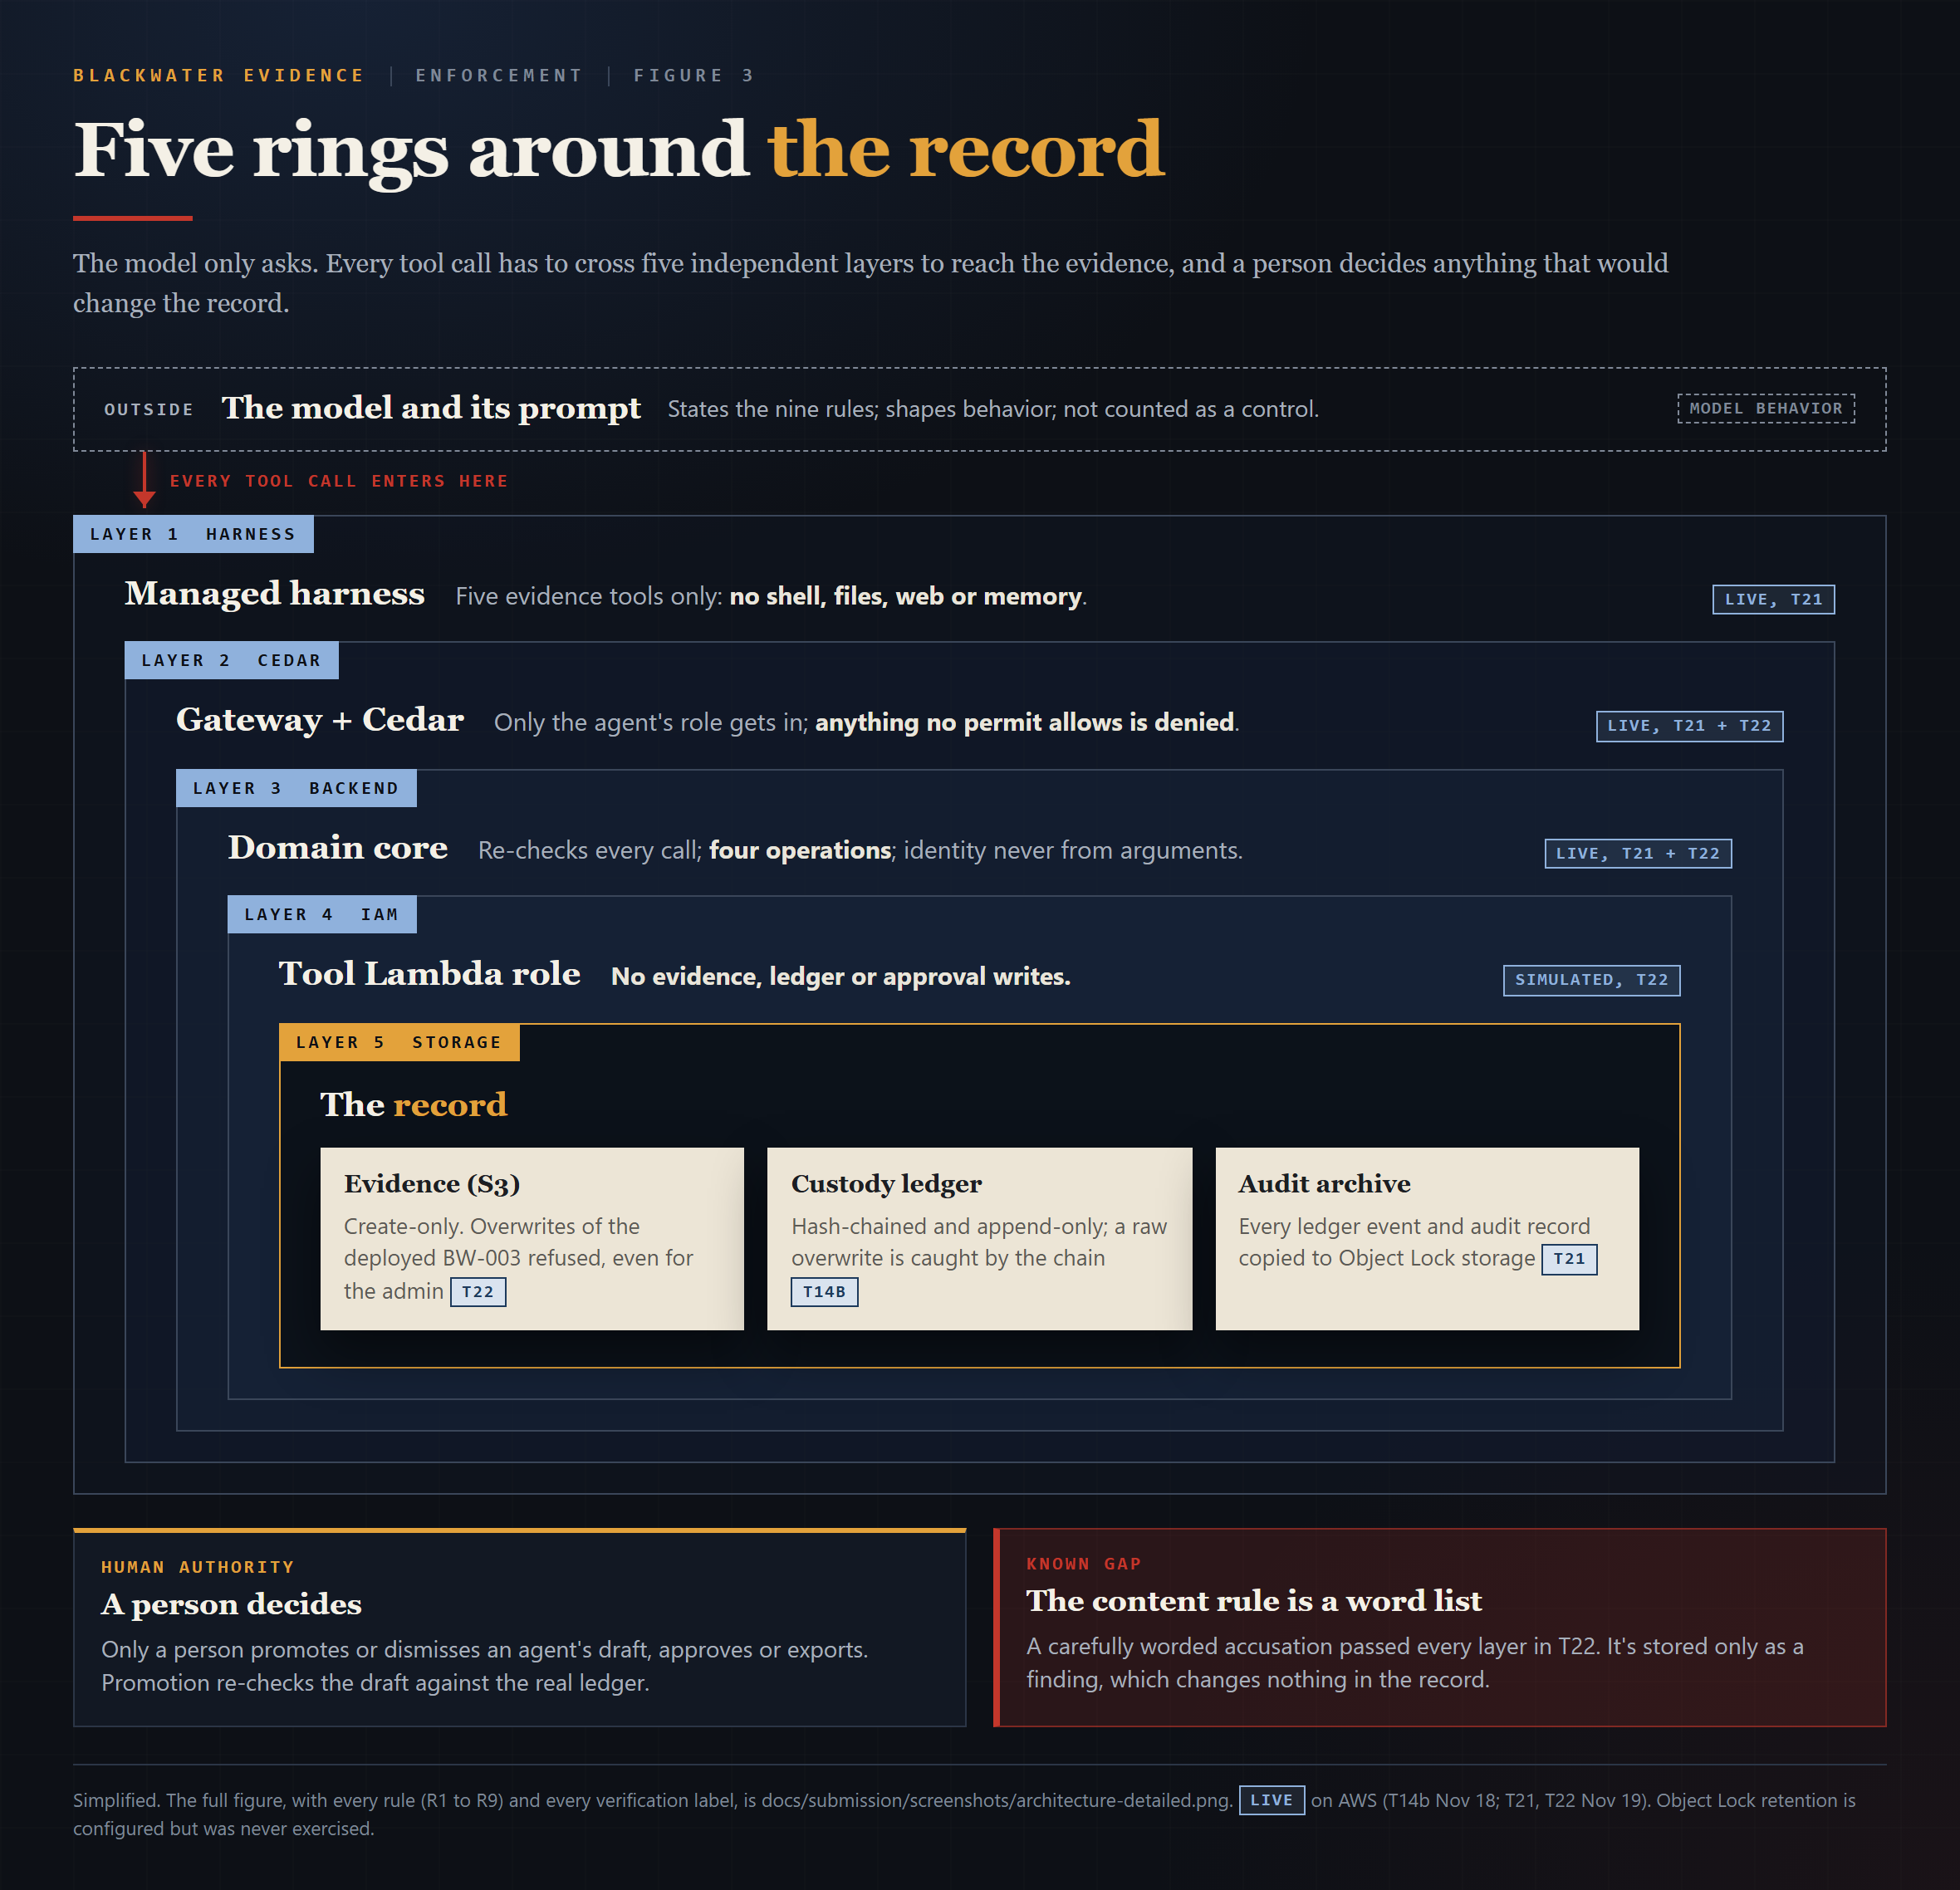 BLACKWATER EVIDENCE | ENFORCEMENT | FIGURE 3
Five rings around the record
The model only asks. Every tool call has to cross five independent layers to reach the evidence, and a person decides anything that would
change the record.
OUTSIDE The model and its prompt States the nine rules; shapes behavior; not counted as a control. MODEL BEHAVIOR
EVERY TOOL CALL ENTERS HERE
LAYER 1 HARNESS
Managed harness Five evidence tools only: no shell, files, web or memory. LIVE, T21
LAYER 2 CEDAR
Gateway + Cedar Only the agent's role gets in; anything no permit allows is denied. LIVE, T21 + T22
LAYER 3 BACKEND
Domain core Re-checks every call; four operations; identity never from arguments. LIVE, T21 + T22
LAYER 4 IAM
Tool Lambda role No evidence, ledger or approval writes. SIMULATED, T22
LAYER 5 STORAGE
The record
Evidence (S3)
Create-only. Overwrites of the
deployed BW-003 refused, even for
the admin T22
Custody ledger
Hash-chained and append-only; a raw
overwrite is caught by the chain
T14B
Audit archive
Every ledger event and audit record
copied to Object Lock storage T21
HUMAN AUTHORITY
A person decides
Only a person promotes or dismisses an agent's draft, approves or exports.
Promotion re-checks the draft against the real ledger.
KNOWN GAP
The content rule is a word list
A carefully worded accusation passed every layer in T22. It's stored only as a
finding, which changes nothing in the record.
Simplified. The full figure, with every rule (R1 to R9) and every verification label, is docs/submission/screenshots/architecture-detailed.png. LIVE on AWS (T14b Nov 18; T21, T22 Nov 19). Object Lock retention is
configured but was never exercised.